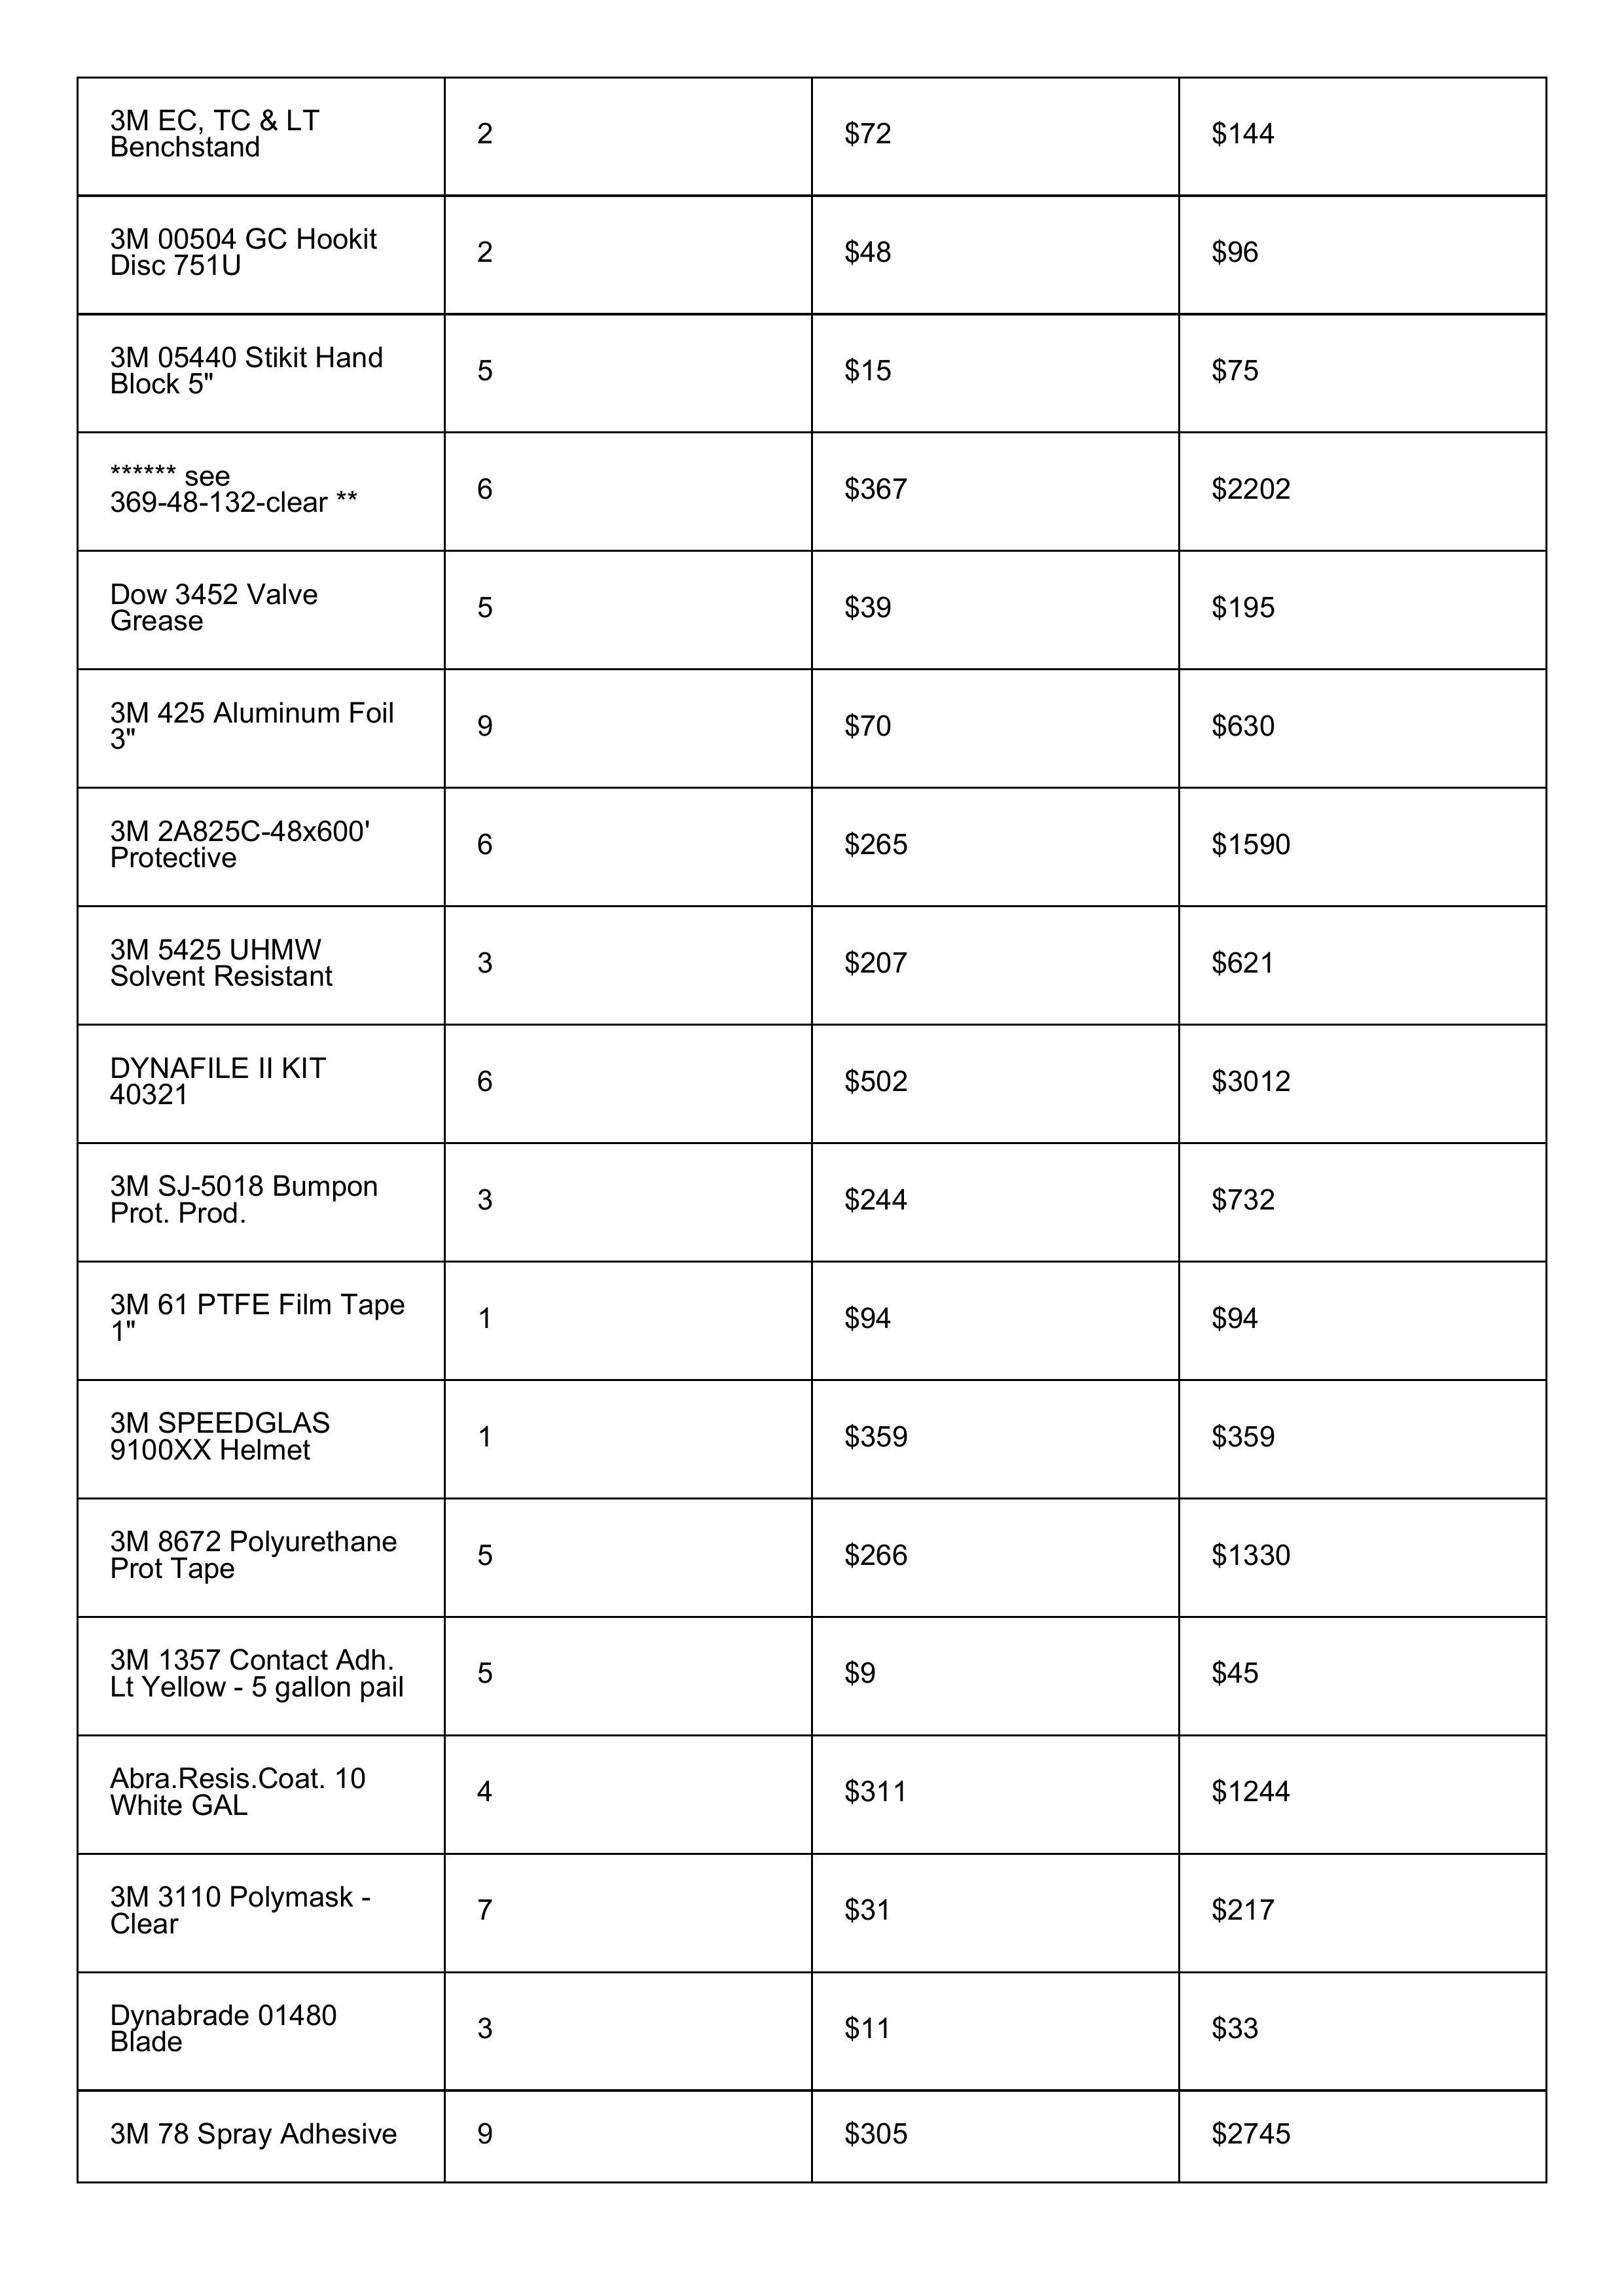 3M EC, TC & LT
Benchstand
2
$72
$144
3M 00504 GC Hookit
Disc 751U
2
$48
$96
3M 05440 Stikit Hand
Block 5"
5
$15
$75
****** see
369-48-132-clear **
6
$367
$2202
Dow 3452 Valve
Grease
5
$39
$195
3M 425 Aluminum Foil
3"
9
$70
$630
3M 2A825C-48x600'
Protective
6
$265
$1590
3M 5425 UHMW
Solvent Resistant
3
$207
$621
DYNAFILE II KIT
40321
6
$502
$3012
3M SJ-5018 Bumpon
Prot. Prod.
3
$244
$732
3M 61 PTFE Film Tape
1"
1
$94
$94
3M SPEEDGLAS
9100XX Helmet
1
$359
$359
3M 8672 Polyurethane
Prot Tape
5
$266
$1330
3M 1357 Contact Adh.
Lt Yellow - 5 gallon pail
5
$9
$45
Abra.Resis.Coat. 10
White GAL
4
$311
$1244
3M 3110 Polymask -
Clear
7
$31
$217
Dynabrade 01480
Blade
3
$11
$33
3M 78 Spray Adhesive
9
$305
$2745